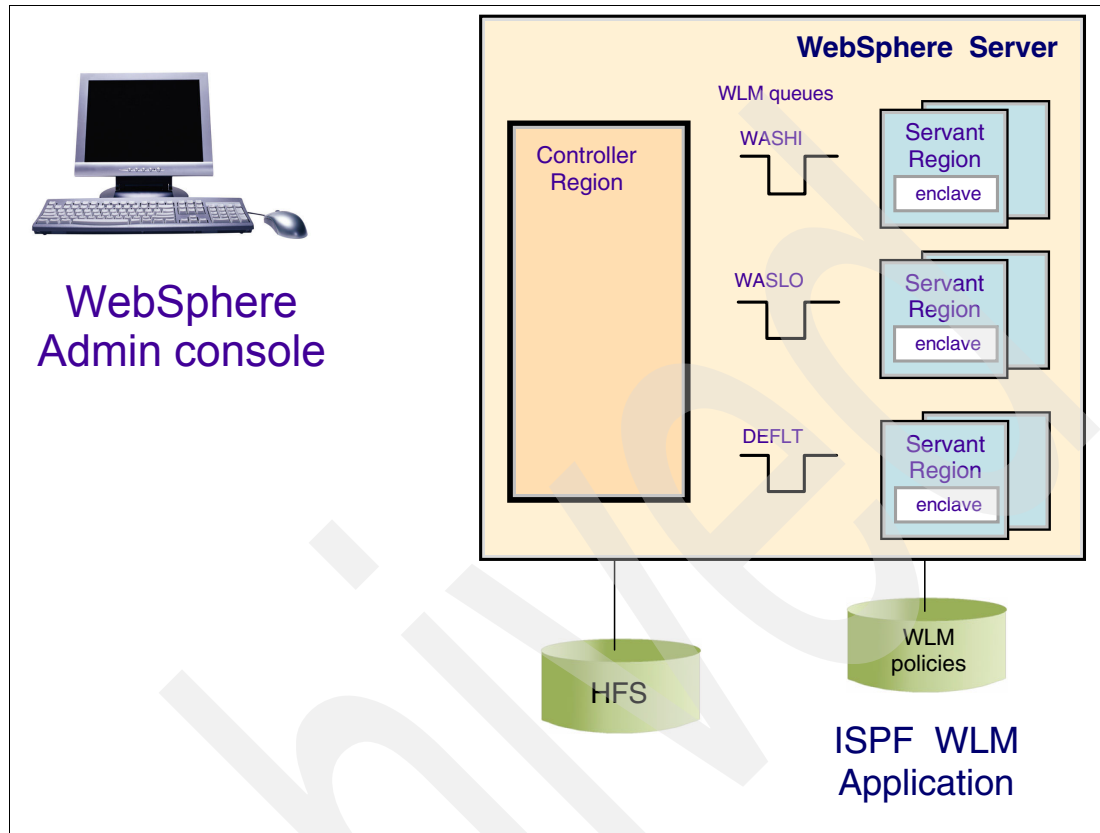 WebSphere Server
WLM queues
WASHI
Controller
Region
Servant
Region
enclave
WebSphere
Admin console
WASLO
Servant
Region
enclave
DEFLT
Servant
Region
enclave
HFS
WLM
policies
ISPF WLM
Application